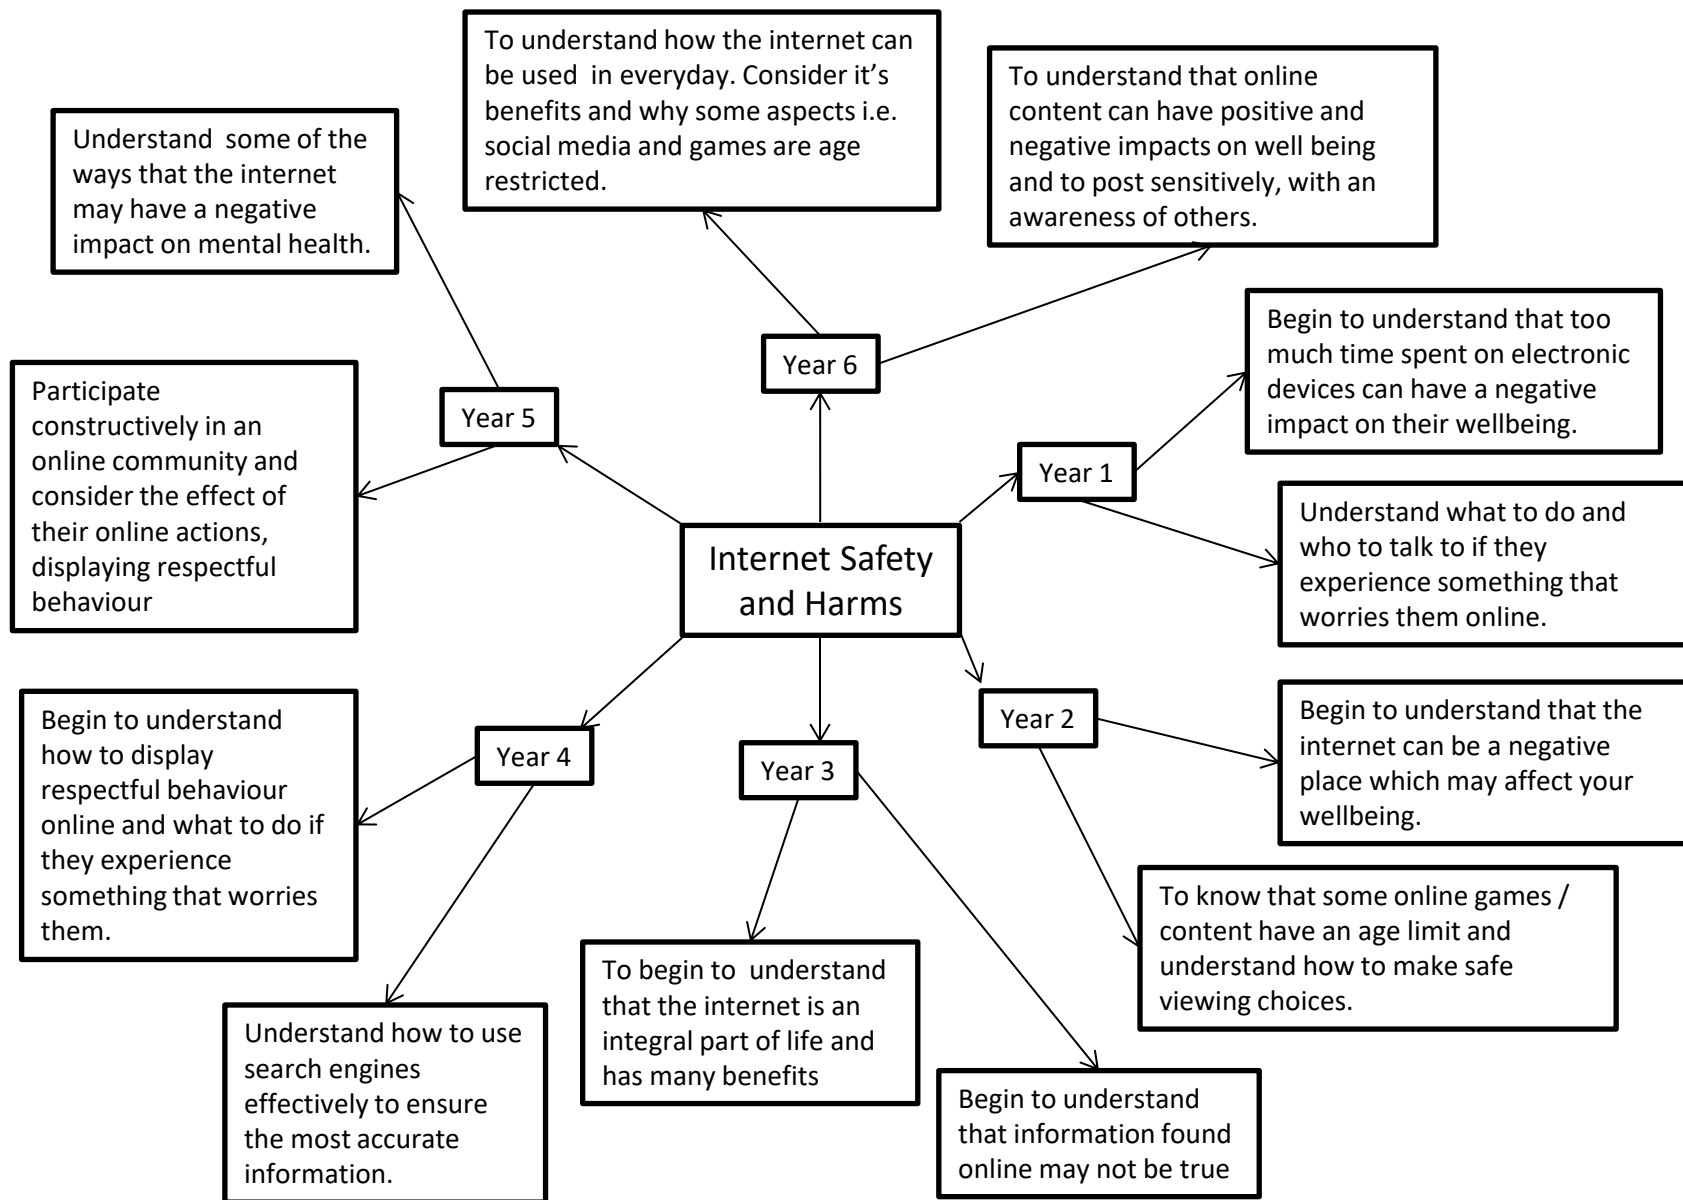 To understand how the internet can
be used in everyday. Consider it’s
benefits and why some aspects i.e.
social media and games are age
restricted.
To understand that online
content can have positive and
negative impacts on well being
and to post sensitively, with an
awareness of others.
Understand some of the
ways that the internet
may have a negative
impact on mental health.
Year 6
Begin to understand that too
much time spent on electronic
devices can have a negative
impact on their wellbeing.
Participate
constructively in an
online community and
consider the effect of
their online actions,
displaying respectful
behaviour
Year 5
Year 1
Understand what to do and
who to talk to if they
experience something that
worries them online.
Internet Safety
and Harms
Begin to understand
how to display
respectful behaviour
online and what to do if
they experience
something that worries
them.
Year 4
Year 3
Year 2
Begin to understand that the
internet can be a negative
place which may affect your
wellbeing.
To know that some online games /
content have an age limit and
understand how to make safe
viewing choices.
To begin to understand
that the internet is an
integral part of life and
has many benefits
Understand how to use
search engines
effectively to ensure
the most accurate
information.
Begin to understand
that information found
online may not be true